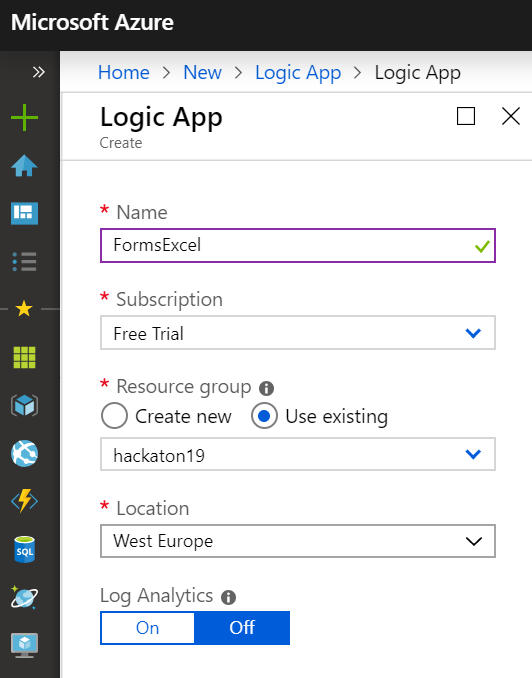 Microsoft Azure
Home > New > Logic App > Logic App
Logic App
Create
* Name
FormsExcel
* Subscription
Free Trial
* Resource group
Create new Use existing
hackaton19
* Location
West Europe
Log Analytics
On Off
SQL